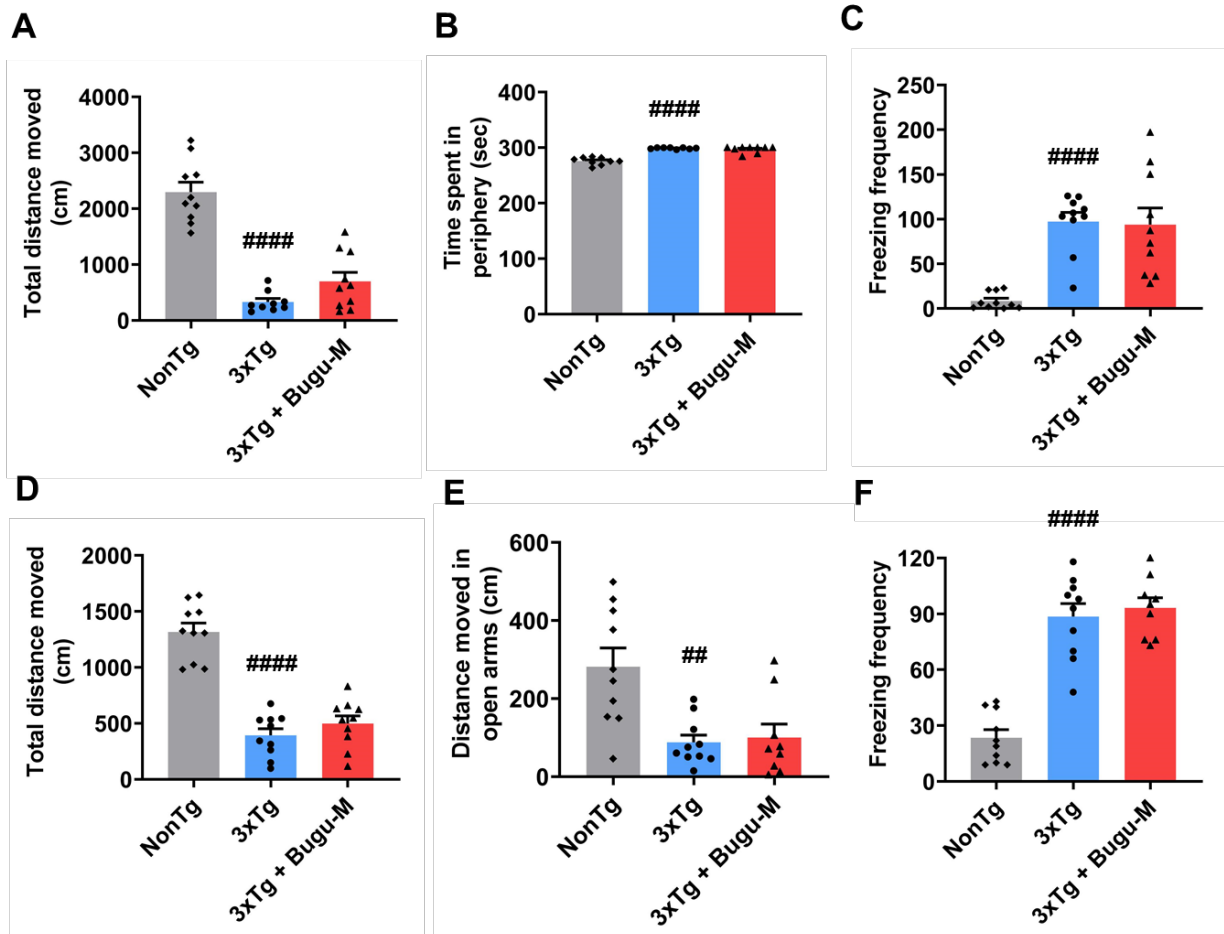 A
Total distance moved
(cm)
4000
3000
2000
1000
0
####
NonTg
3xTg
3xTg + Bugu-M
B
Time spent in
periphery (sec)
400
300
200
100
0
####
NonTg
3xTg
3xTg + Bugu-M
C
Freezing frequency
250
200
150
100
50
0
####
NonTg
3xTg
3xTg + Bugu-M
D
Total distance moved
(cm)
2000
1500
1000
500
0
####
NonTg
3xTg
3xTg + Bugu-M
E
Distance moved in
open arms (cm)
600
400
200
0
##
NonTg
3xTg
3xTg + Bugu-M
F
Freezing frequency
120
90
60
30
0
####
NonTg
3xTg
3xTg + Bugu-M